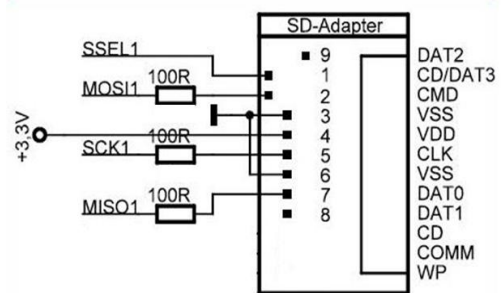 SD-Adapter
SSEL1
9 DAT2
1 CD/DAT3
MOSI1 100R
2 CMD
3 VSS
+3,3V
4 VDD
SCK1 100R
5 CLK
6 VSS
MISO1 100R
7 DAT0
8 DAT1
CD
COMM
WP